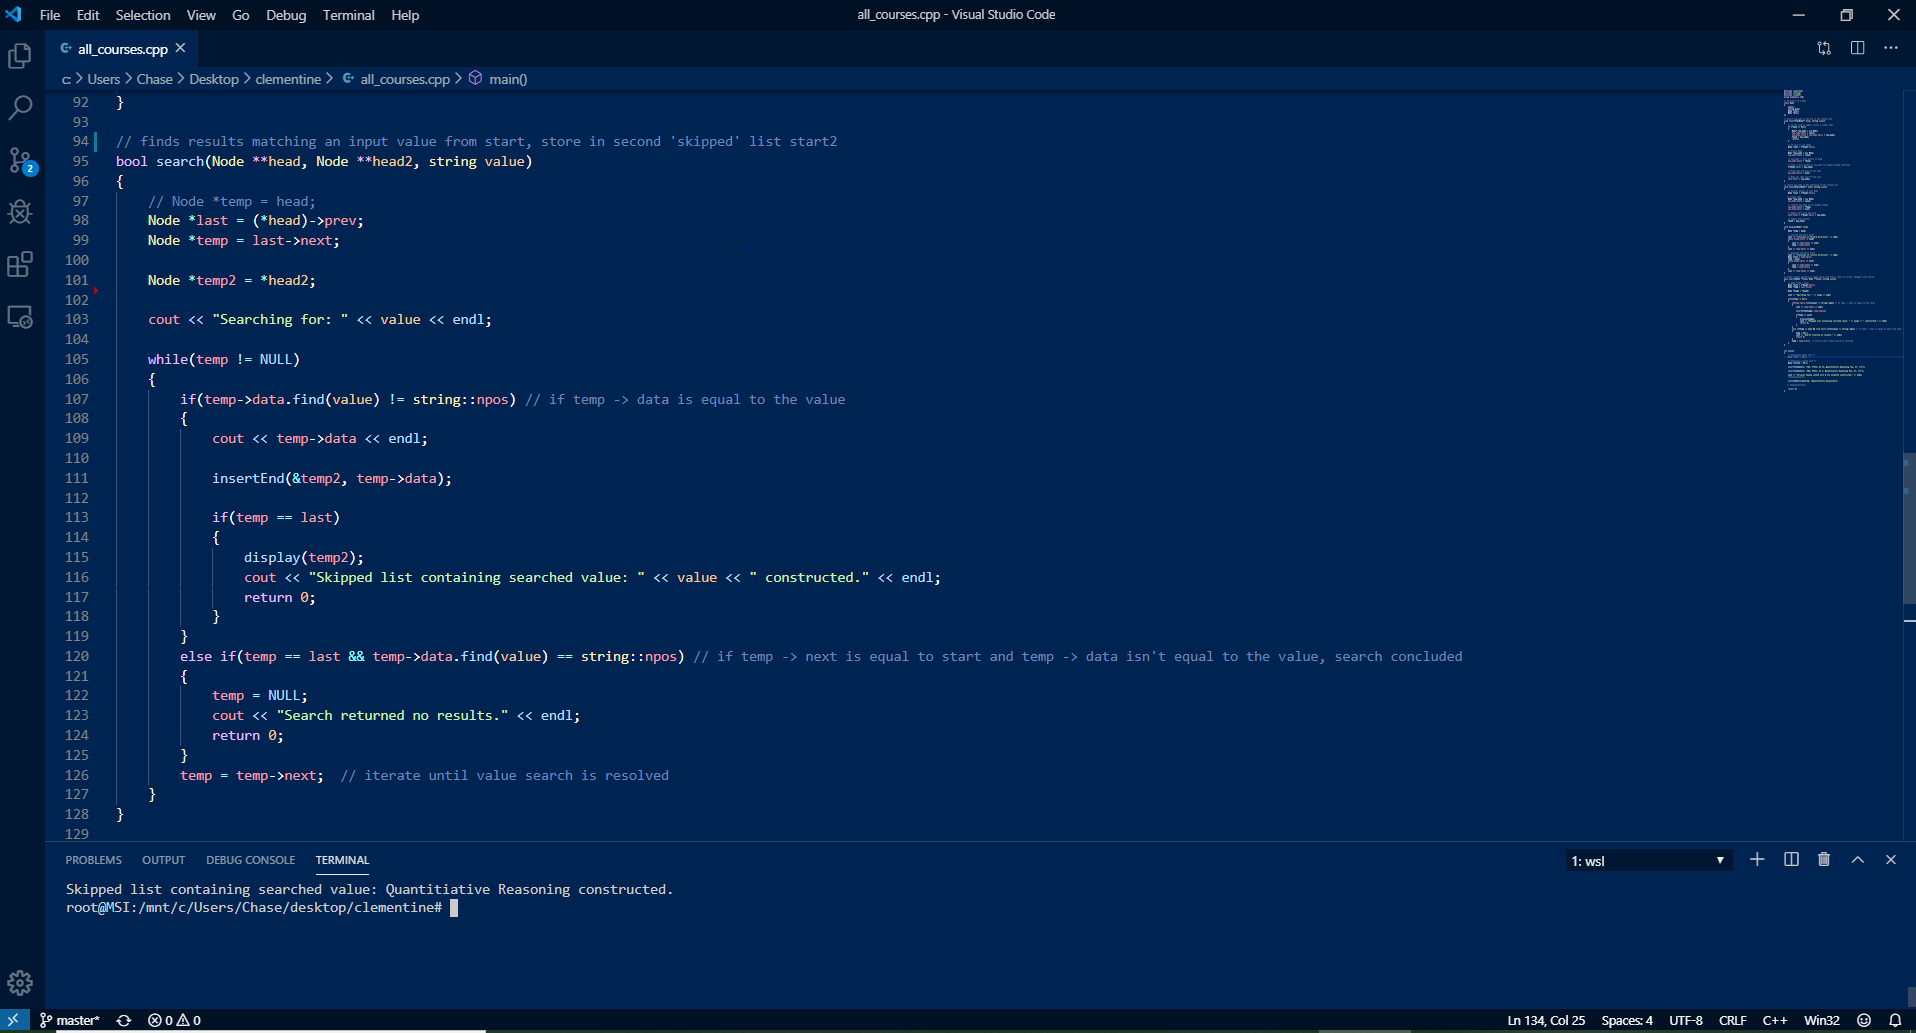 File Edit Selection View Go Debug Terminal Help
all_courses.cpp - Visual Studio Code
all_courses.cpp
c: > Users > Chase > Desktop > clementine > all_courses.cpp > main()
92 }
93
94 // finds results matching an input value from start, store in second 'skipped' list start2
95 bool search(Node **head, Node **head2, string value)
96 {
97 // Node *temp = head;
98 Node *last = (*head)->prev;
99 Node *temp = last->next;
100
101 Node *temp2 = *head2;
102
103 cout << "Searching for: " << value << endl;
104
105 while(temp != NULL)
106 {
107 if(temp->data.find(value) != string::npos) // if temp -> data is equal to the value
108 {
109 cout << temp->data << endl;
110
111 insertEnd(&temp2, temp->data);
112
113 if(temp == last)
114 {
115 display(temp2);
116 cout << "Skipped list containing searched value: " << value << " constructed." << endl;
117 return 0;
118 }
119 }
120 else if(temp == last && temp->data.find(value) == string::npos) // if temp -> next is equal to start and temp -> data isn't equal to the value, search concluded
121 {
122 temp = NULL;
123 cout << "Search returned no results." << endl;
124 return 0;
125 }
126 temp = temp->next; // iterate until value search is resolved
127 }
128 }
129
2
PROBLEMS OUTPUT DEBUG CONSOLE TERMINAL
1: wsl
Skipped list containing searched value: Quantitiative Reasoning constructed.
root@MSI:/mnt/c/Users/Chase/desktop/clementine#
master* 0 0
Ln 134, Col 25 Spaces: 4 UTF-8 CRLF C++ Win32